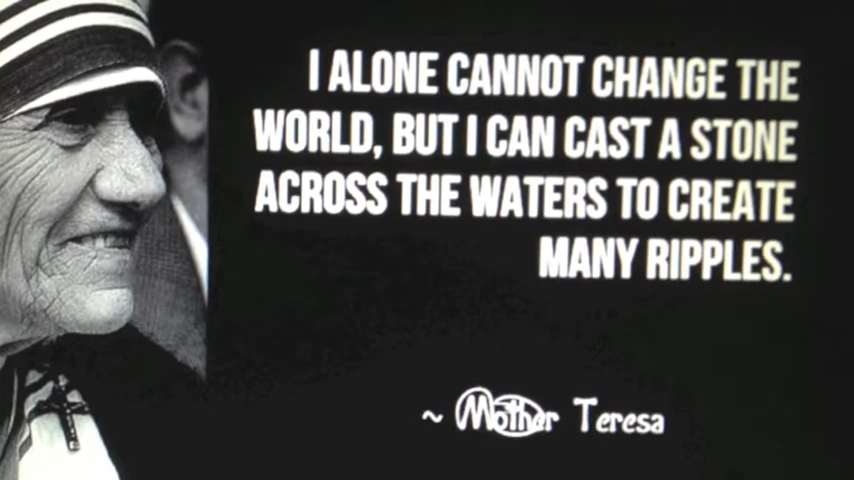 I ALONE CANNOT CHANGE THE
WORLD, BUT I CAN CAST A STONE
ACROSS THE WATERS TO CREATE
MANY RIPPLES.
~ Mother Teresa